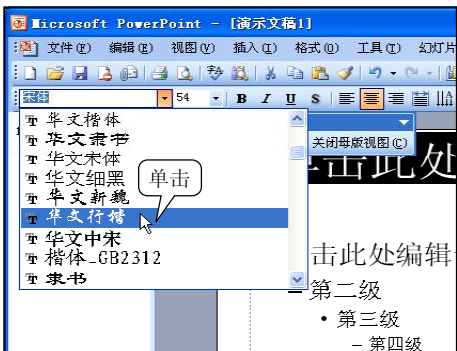 Microsoft PowerPoint - [演示文稿1]
文件(F) 编辑(E) 视图(V) 插入(I) 格式(O) 工具(T) 幻灯片
宋体 54 B I U S
华文楷体
华文隶书
华文宋体
华文细黑
华文新魏
华文行楷
华文中宋
楷体_GB2312
隶书
单击
关闭母版视图(C)
单击此处
击此处编辑
– 第二级
• 第三级
– 第四级